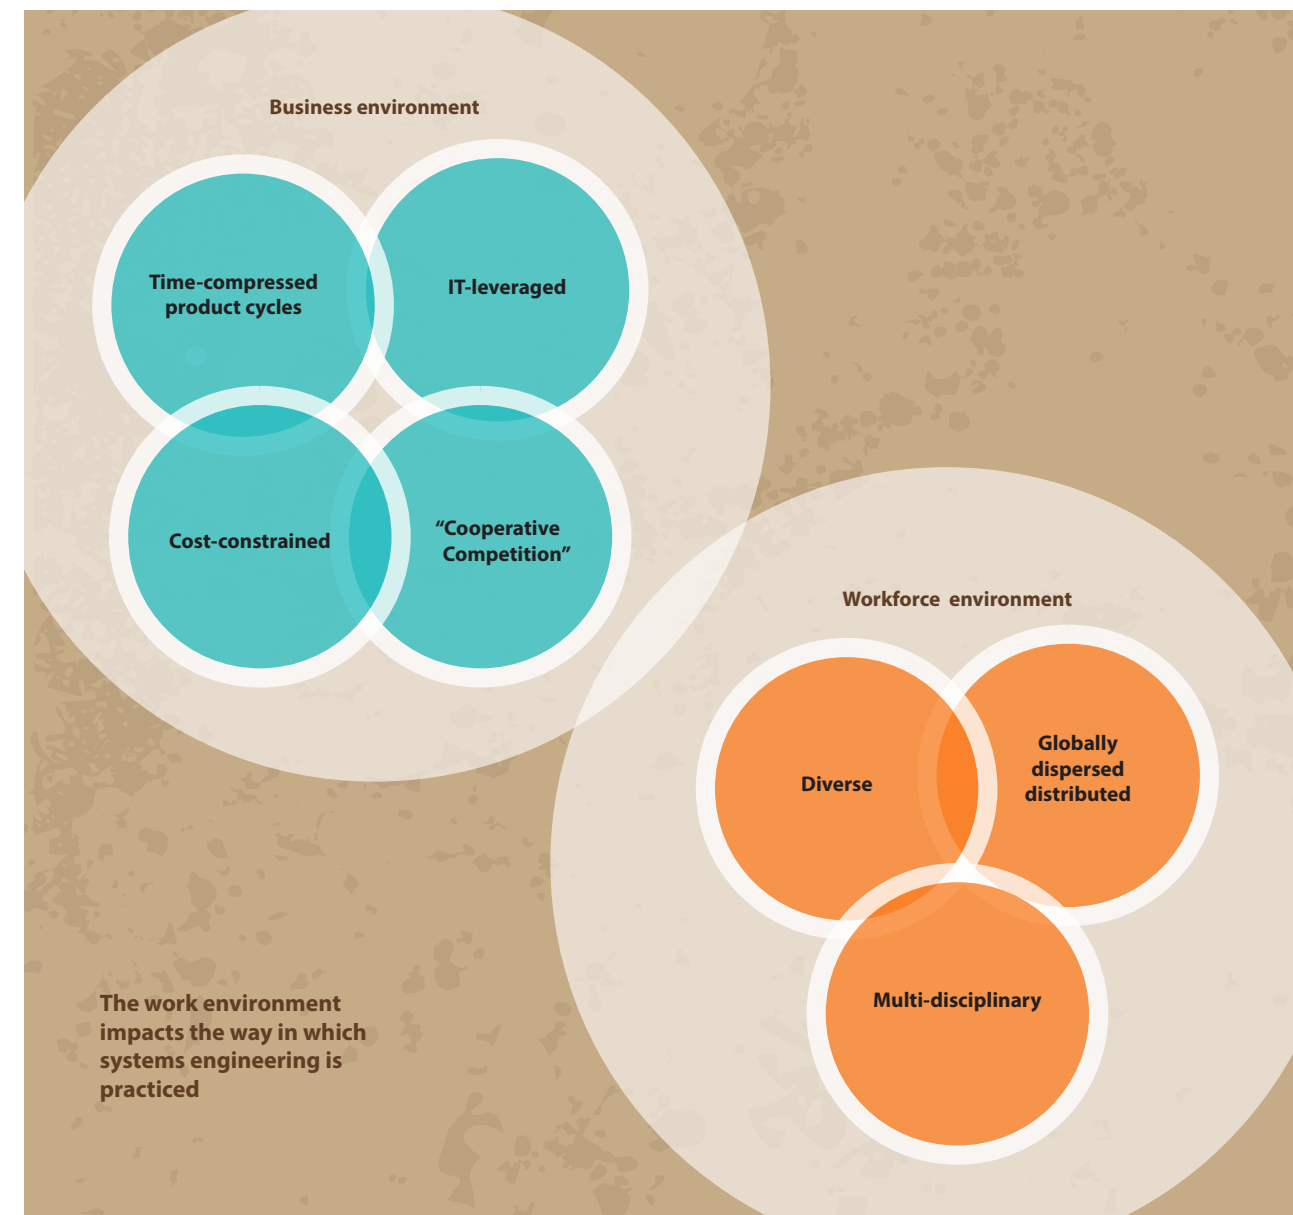 Business environment
Time-compressed
product cycles
IT-leveraged
Cost-constrained
“Cooperative
Competition”
Workforce environment
Diverse
Globally
dispersed
distributed
Multi-disciplinary
The work environment
impacts the way in which
systems engineering is
practiced